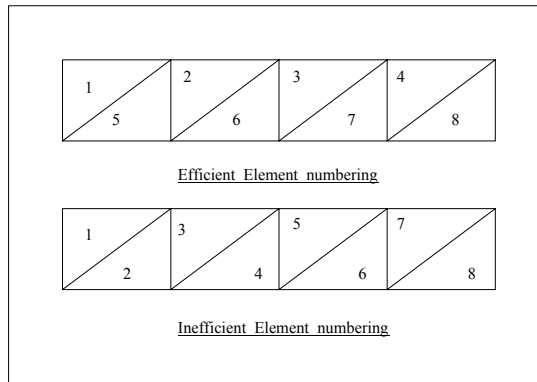 1 2 3 4
5 6 7 8
Efficient Element numbering
1 3 5 7
2 4 6 8
Inefficient Element numbering